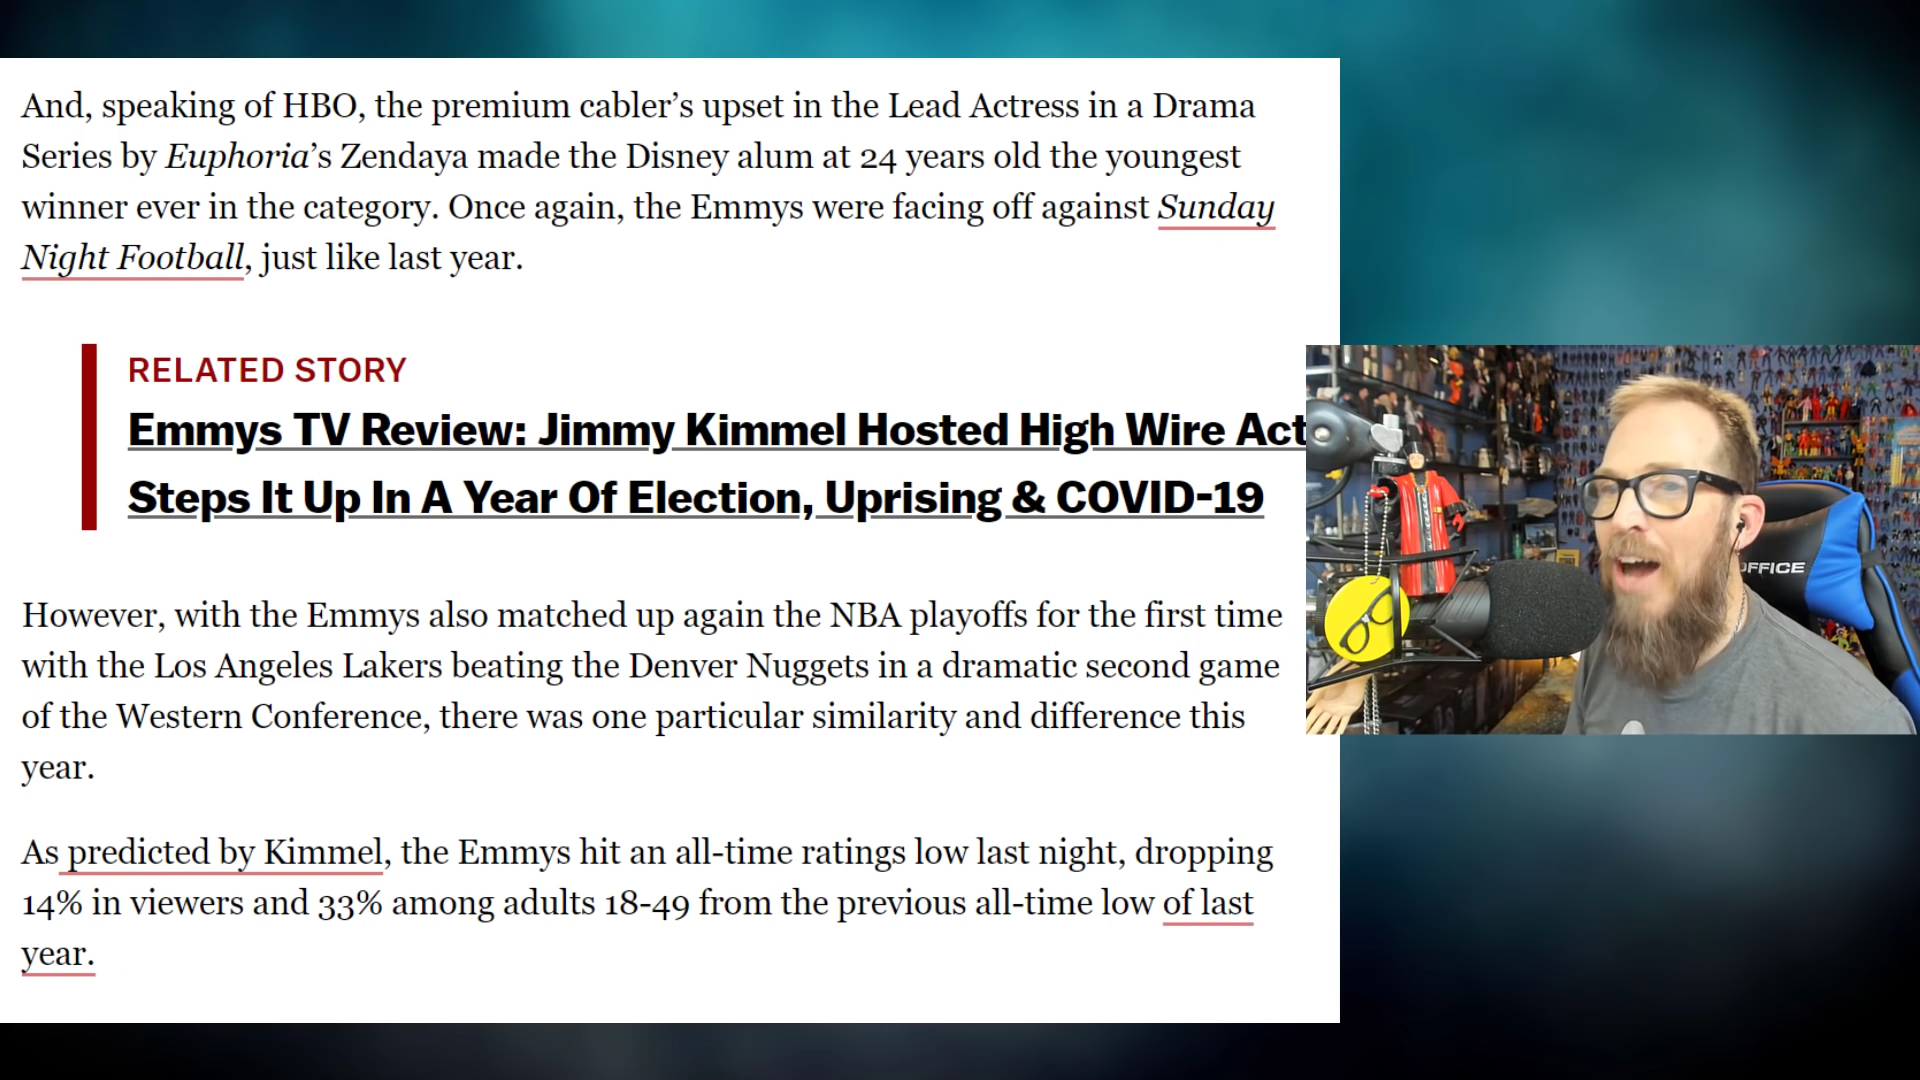 And, speaking of HBO, the premium cabler’s upset in the Lead Actress in a Drama
Series by Euphoria’s Zendaya made the Disney alum at 24 years old the youngest
winner ever in the category. Once again, the Emmys were facing off against Sunday
Night Football, just like last year.
RELATED STORY
Emmys TV Review: Jimmy Kimmel Hosted High Wire Act
Steps It Up In A Year Of Election, Uprising & COVID-19
However, with the Emmys also matched up again the NBA playoffs for the first time
with the Los Angeles Lakers beating the Denver Nuggets in a dramatic second game
of the Western Conference, there was one particular similarity and difference this
year.
As predicted by Kimmel, the Emmys hit an all-time ratings low last night, dropping
14% in viewers and 33% among adults 18-49 from the previous all-time low of last
year.
OFFICE